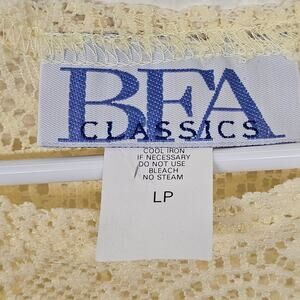 BFA
CLASSICS
COOL IRON
IF NECESSARY
DO NOT USE
BLEACH
NO STEAM
LP